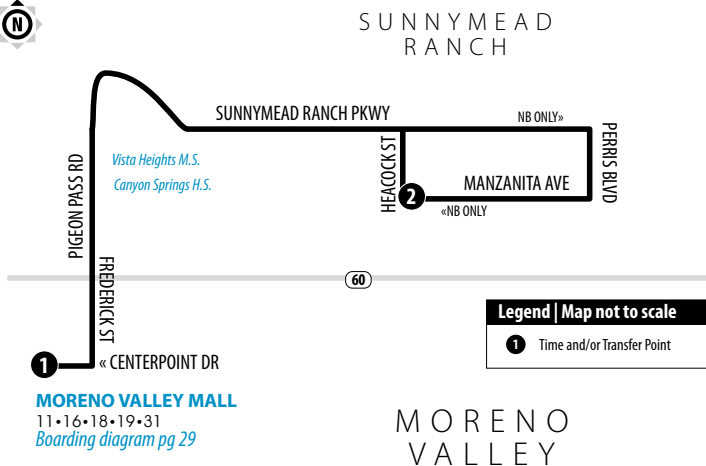 N
SUNNYMEAD
RANCH
SUNNYMEAD RANCH PKWY
NB ONLY»
PERRIS BLVD
HEACOCK ST
MANZANITA AVE
2
«NB ONLY
PIGEON PASS RD
Vista Heights M.S.
Canyon Springs H.S.
60
FREDERICK ST
1
« CENTERPOINT DR
MORENO VALLEY MALL
11•16•18•19•31
Boarding diagram pg 29
Legend | Map not to scale
1 Time and/or Transfer Point
MORENO
VALLEY